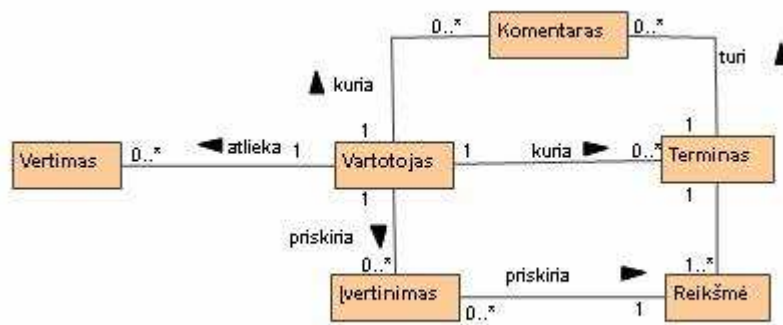 0..* Komentaras 0..*
turi
kuria
1 1
Vertimas 0..* atlieka 1 Vartotojas 1 kuria 0..* Terminas
1 1
priskiria
0..* priskiria 1..*
Įvertinimas Reikšmė
0..* 1